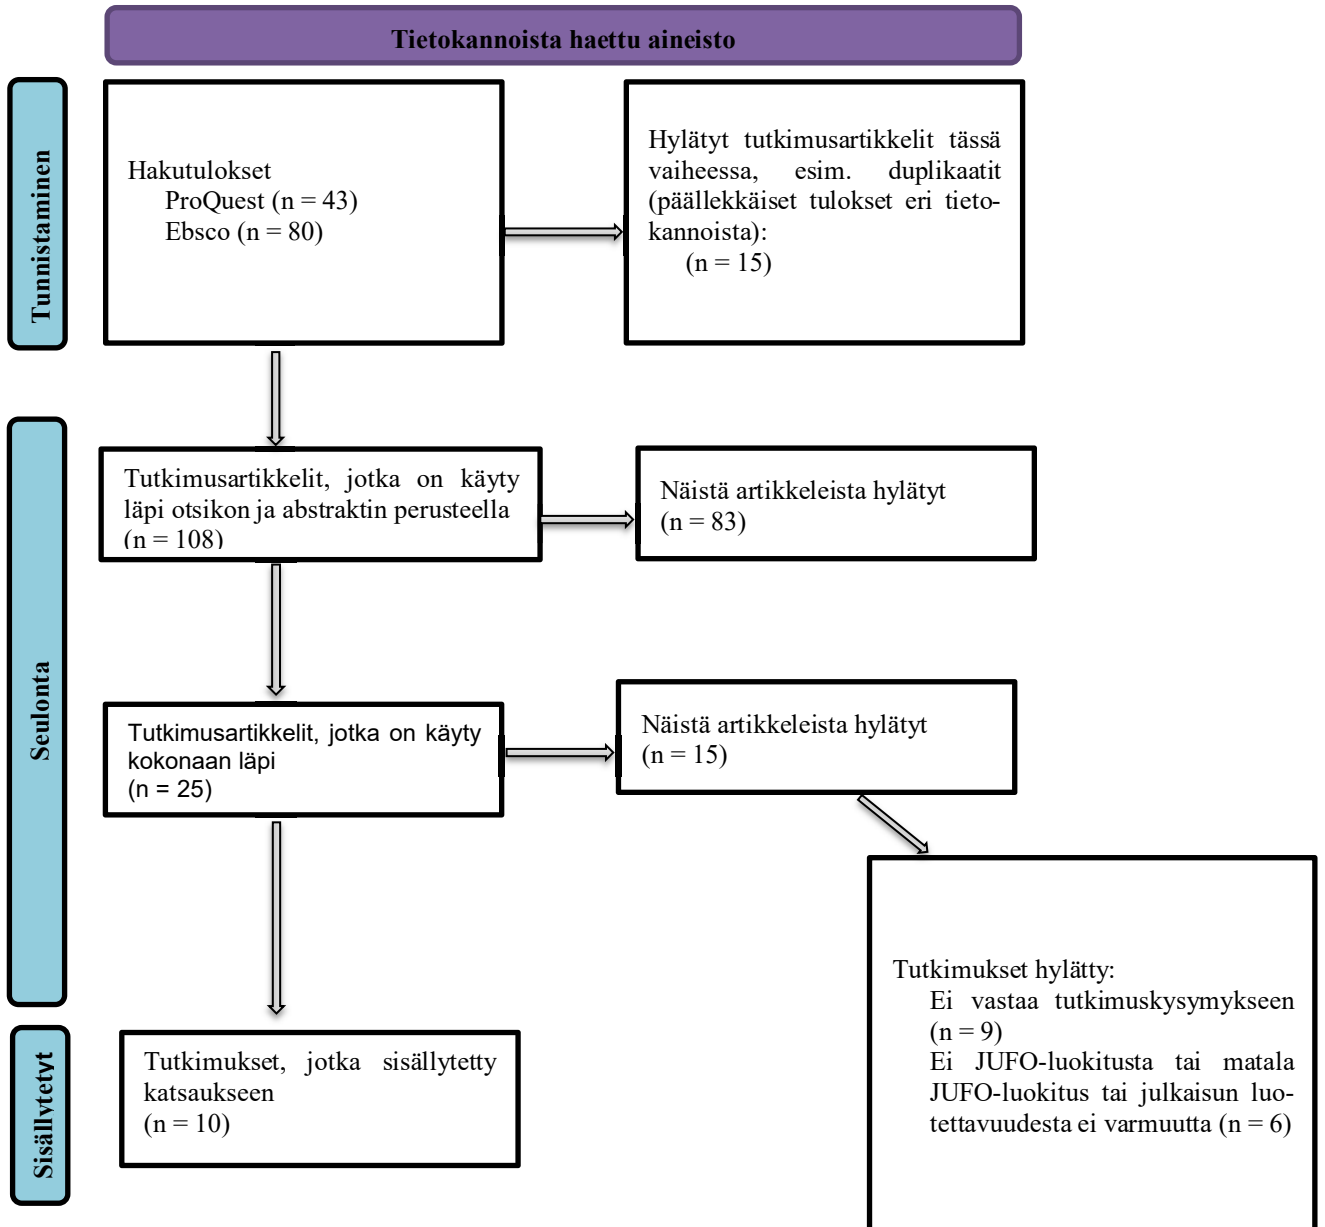 Tietokannoista haettu aineisto
Tunnistaminen
Hakutulokset
ProQuest (n = 43)
Ebsco (n = 80)
Hylätyt tutkimusartikkelit tässä
vaiheessa, esim. duplikaatit
(päällekkäiset tulokset eri tieto-
kannoista):
(n = 15)
Seulonta
Tutkimusartikkelit, jotka on käyty
läpi otsikon ja abstraktin perusteella
(n = 108)
Näistä artikkeleista hylätyt
(n = 83)
Tutkimusartikkelit, jotka on käyty
kokonaan läpi
(n = 25)
Näistä artikkeleista hylätyt
(n = 15)
Tutkimukset hylätty:
Ei vastaa tutkimuskysymykseen
(n = 9)
Ei JUFO-luokitusta tai matala
JUFO-luokitus tai julkaisun luo-
tettavuudesta ei varmuutta (n = 6)
Sisällytetyt
Tutkimukset, jotka sisällytetty
katsaukseen
(n = 10)